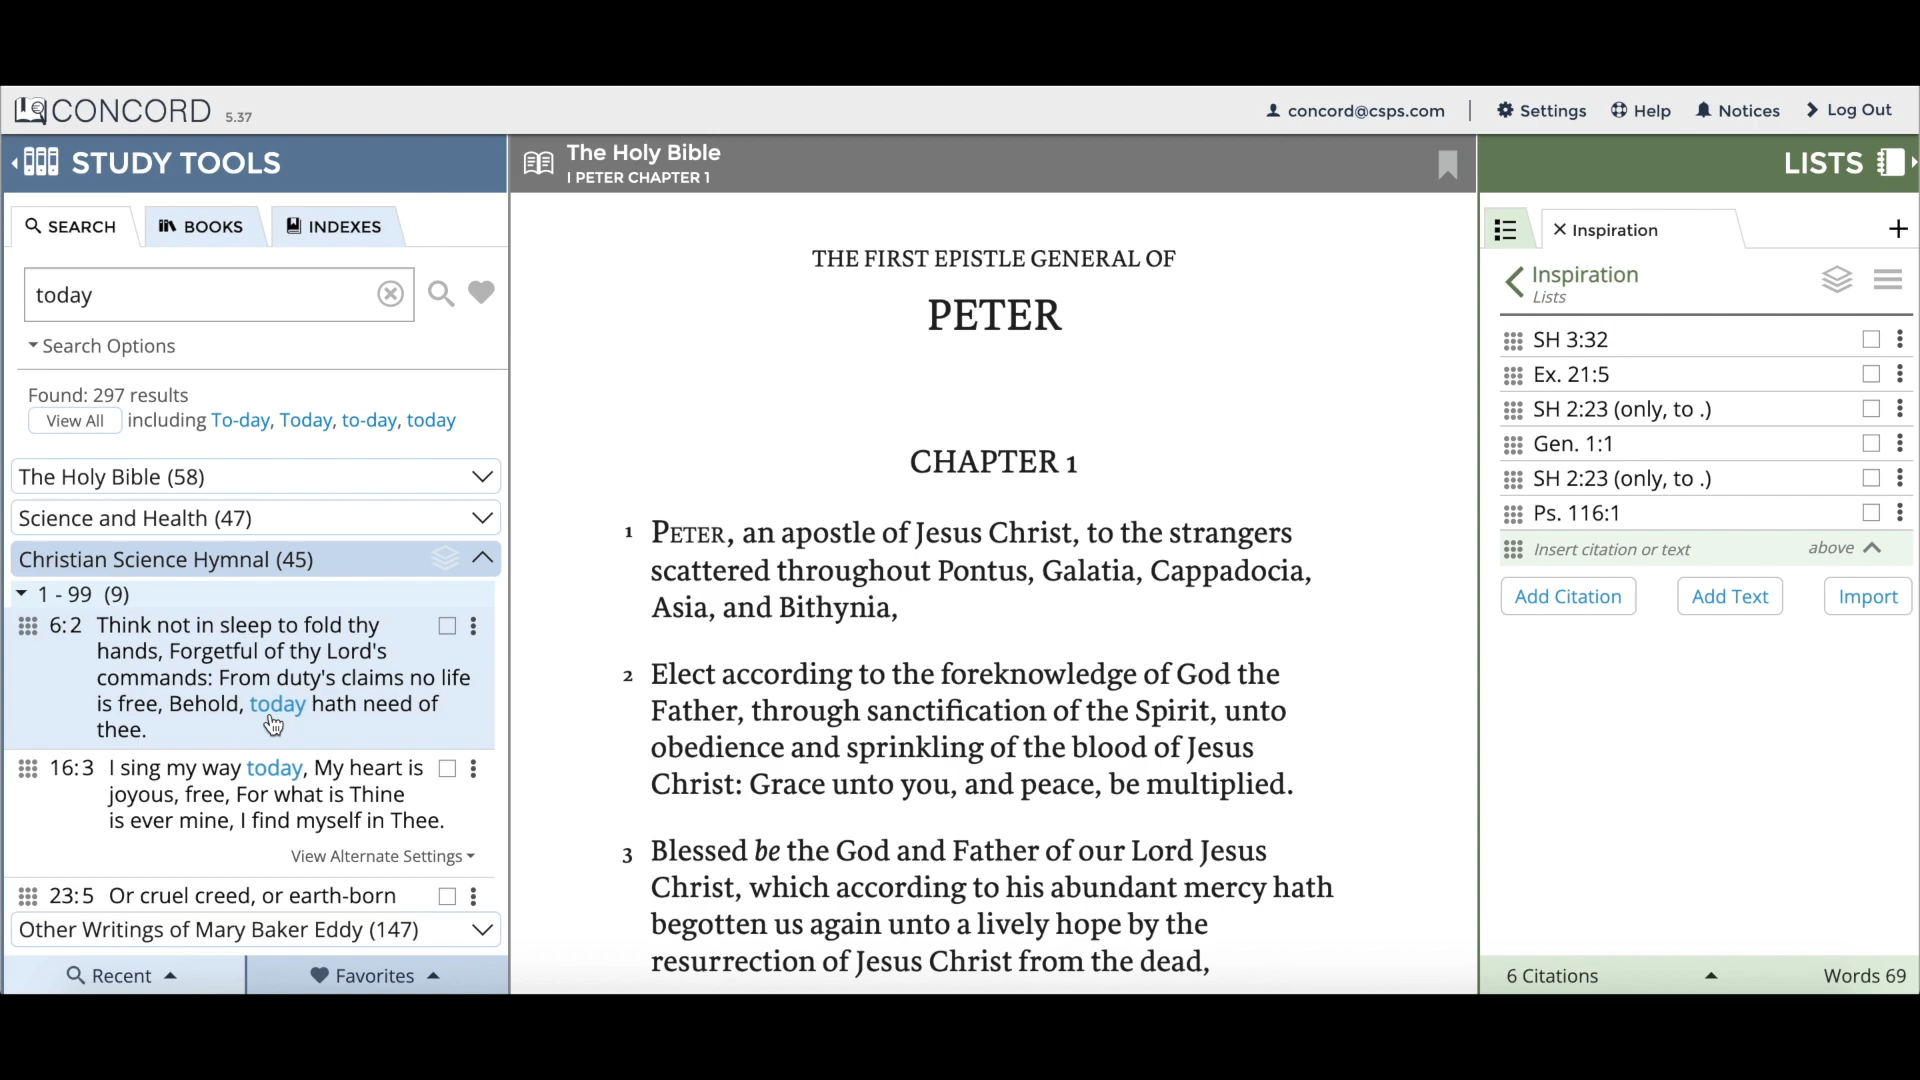 CONCORD 5.37
concord@csps.com
Settings
Help
Notices
Log Out
STUDY TOOLS
SEARCH
BOOKS
INDEXES
today
Search Options
Found: 297 results
View All including To-day, Today, to-day, today
The Holy Bible (58)
Science and Health (47)
Christian Science Hymnal (45)
1 - 99 (9)
6:2 Think not in sleep to fold thy
hands, Forgetful of thy Lord's
commands: From duty's claims no life
is free, Behold, today hath need of
thee.
16:3 I sing my way today, My heart is
joyous, free, For what is Thine
is ever mine, I find myself in Thee.
View Alternate Settings
23:5 Or cruel creed, or earth-born
Other Writings of Mary Baker Eddy (147)
Recent
Favorites
The Holy Bible
I PETER CHAPTER 1
THE FIRST EPISTLE GENERAL OF
PETER
CHAPTER 1
1 PETER, an apostle of Jesus Christ, to the strangers
scattered throughout Pontus, Galatia, Cappadocia,
Asia, and Bithynia,
2 Elect according to the foreknowledge of God the
Father, through sanctification of the Spirit, unto
obedience and sprinkling of the blood of Jesus
Christ: Grace unto you, and peace, be multiplied.
3 Blessed be the God and Father of our Lord Jesus
Christ, which according to his abundant mercy hath
begotten us again unto a lively hope by the
resurrection of Jesus Christ from the dead,
LISTS
Inspiration
Inspiration
Lists
SH 3:32
Ex. 21:5
SH 2:23 (only, to .)
Gen. 1:1
SH 2:23 (only, to .)
Ps. 116:1
Insert citation or text
above
Add Citation
Add Text
Import
6 Citations
Words 69